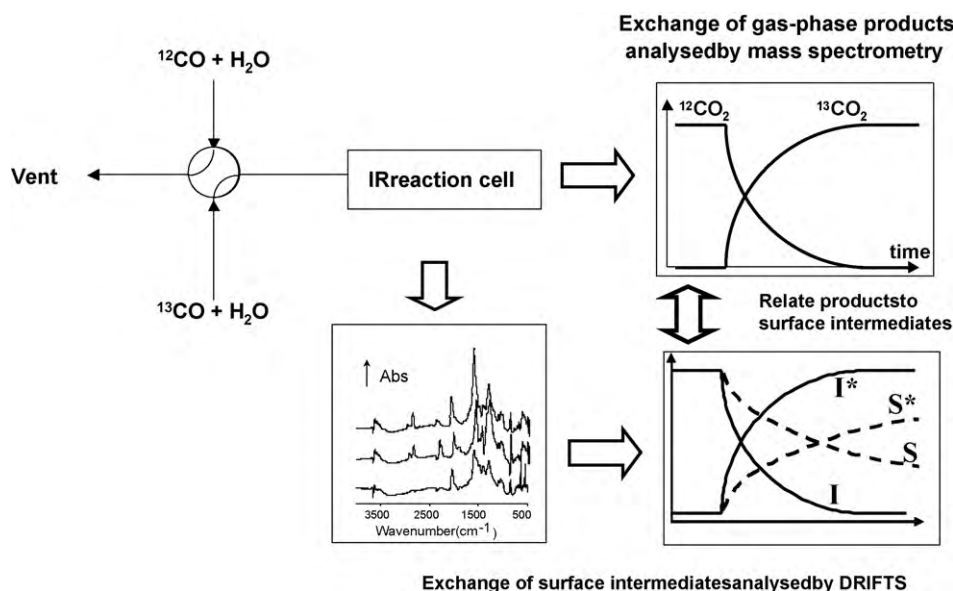 Exchange of gas-phase products
analysedby mass spectrometry
¹²CO + H₂O
Vent
IRreaction cell
¹³CO + H₂O
¹²CO₂
¹³CO₂
time
Relate productsto
surface intermediates
Abs
3500 2500 1500 500
Wavenumber(cm⁻¹)
I*
S*
S
I
Exchange of surface intermediatesanalysedby DRIFTS